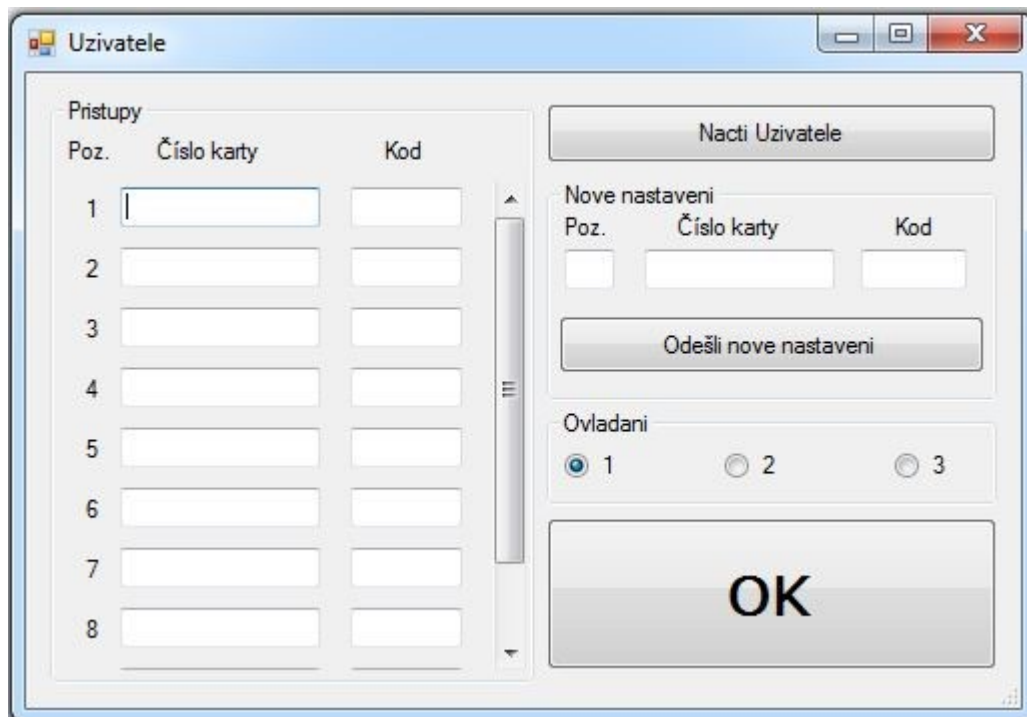 Uzivatele
Pristupy
Poz. Číslo karty Kod
1
2
3
4
5
6
7
8
Nacti Uzivatele
Nove nastaveni
Poz. Číslo karty Kod
Odešli nove nastaveni
Ovladani
1 2 3
OK